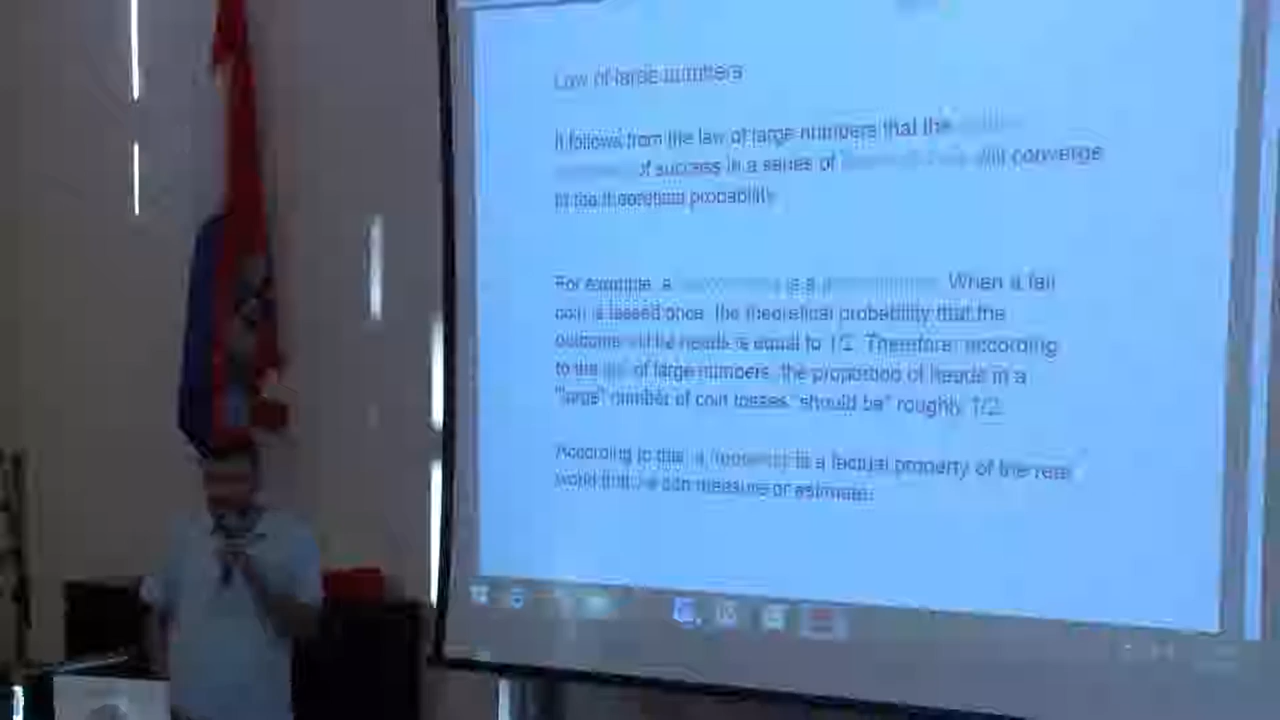 Law of large numbers
It follows from the law of large numbers that the
of success in a series of will converge
to the theoretical probability.
For example, a is a When a fair
coin is tossed once, the theoretical probability that the
outcome will be heads is equal to 1/2. Therefore, according
to the law of large numbers, the proportion of heads in a
"large" number of coin tosses "should be" roughly 1/2.
According to this, a is a factual property of the real
world that we can measure or estimate.